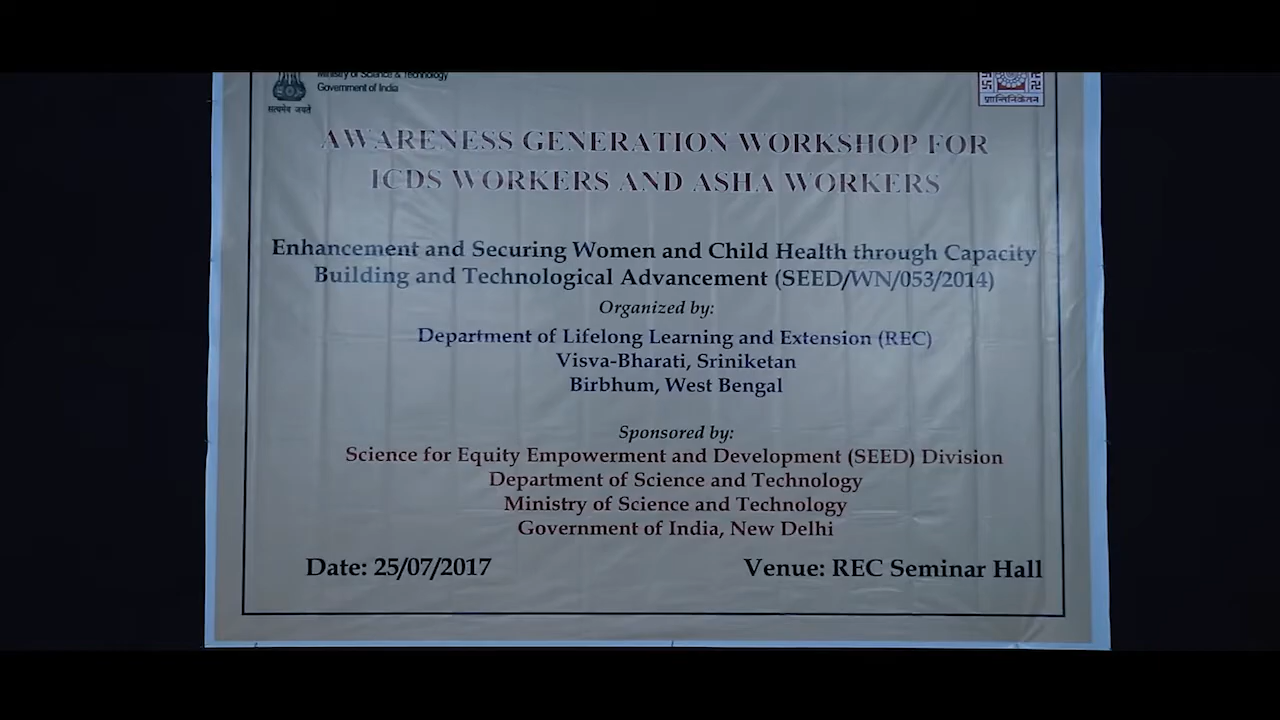 Ministry of Science & Technology
Government of India
सत्यमेव जयते
शान्तिनिकेतन
AWARENESS GENERATION WORKSHOP FOR
ICDS WORKERS AND ASHA WORKERS
Enhancement and Securing Women and Child Health through Capacity
Building and Technological Advancement (SEED/WN/053/2014)
Organized by:
Department of Lifelong Learning and Extension (REC)
Visva-Bharati, Sriniketan
Birbhum, West Bengal
Sponsored by:
Science for Equity Empowerment and Development (SEED) Division
Department of Science and Technology
Ministry of Science and Technology
Government of India, New Delhi
Date: 25/07/2017 Venue: REC Seminar Hall